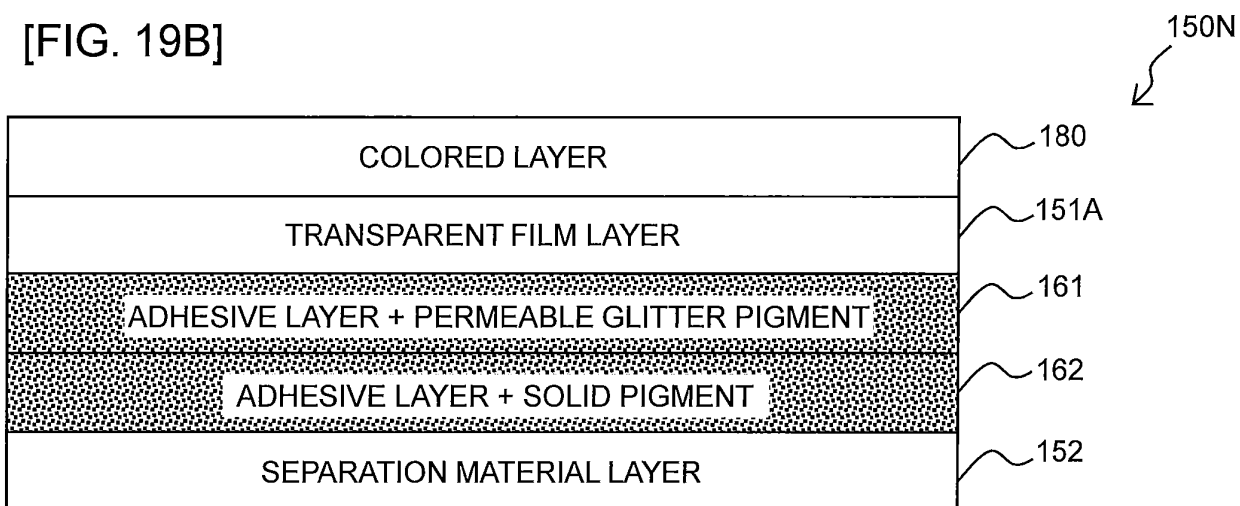 [FIG. 19B]
150N
COLORED LAYER
180
TRANSPARENT FILM LAYER
151A
ADHESIVE LAYER + PERMEABLE GLITTER PIGMENT
161
ADHESIVE LAYER + SOLID PIGMENT
162
SEPARATION MATERIAL LAYER
152